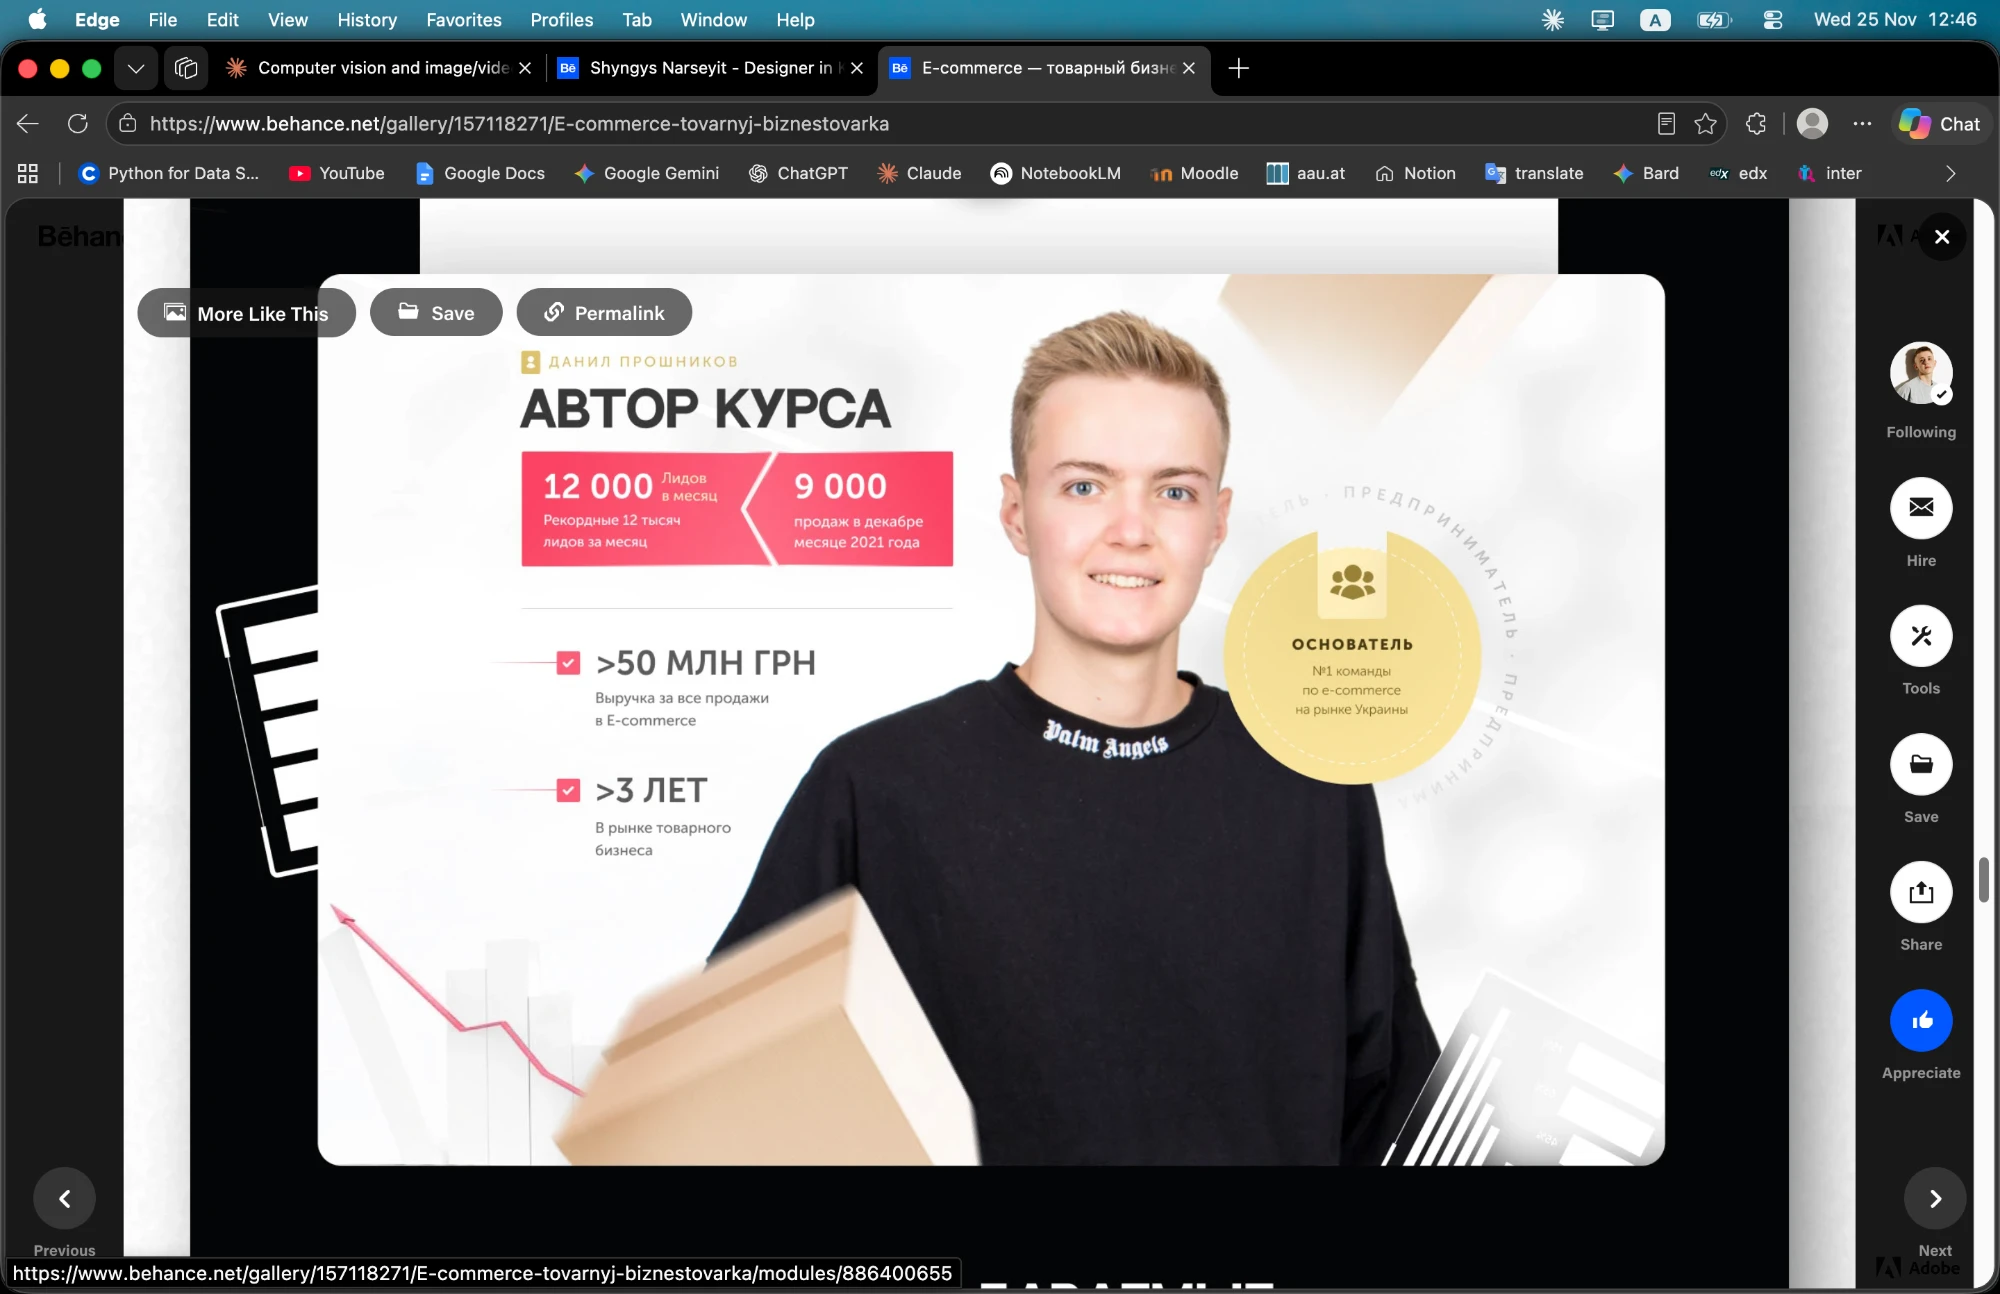 Edge File Edit View History Favorites Profiles Tab Window Help A Wed 25 Nov 12:46
Computer vision and image/vide Bē Shyngys Narseyit - Designer in Bē E-commerce — товарный бизне
https://www.behance.net/gallery/157118271/E-commerce-tovarnyj-biznestovarka Chat
C Python for Data S... YouTube Google Docs Google Gemini ChatGPT Claude NotebookLM Moodle aau.at Notion translate Bard edx edx inter
Bēhan
More Like This Save Permalink
ДАНИЛ ПРОШНИКОВ
АВТОР КУРСА
12 000 Лидов
в месяц
Рекордные 12 тысяч
лидов за месяц
9 000
продаж в декабре
месяце 2021 года
>50 МЛН ГРН
Выручка за все продажи
в E-commerce
>3 ЛЕТ
В рынке товарного
бизнеса
Palm Angels
ПРЕДПРИНИМАТЕЛЬ
ОСНОВАТЕЛЬ
№1 команды
по e-commerce
на рынке Украины
Following
Hire
Tools
Save
Share
Appreciate
Previous
Next
Adobe
https://www.behance.net/gallery/157118271/E-commerce-tovarnyj-biznestovarka/modules/886400655